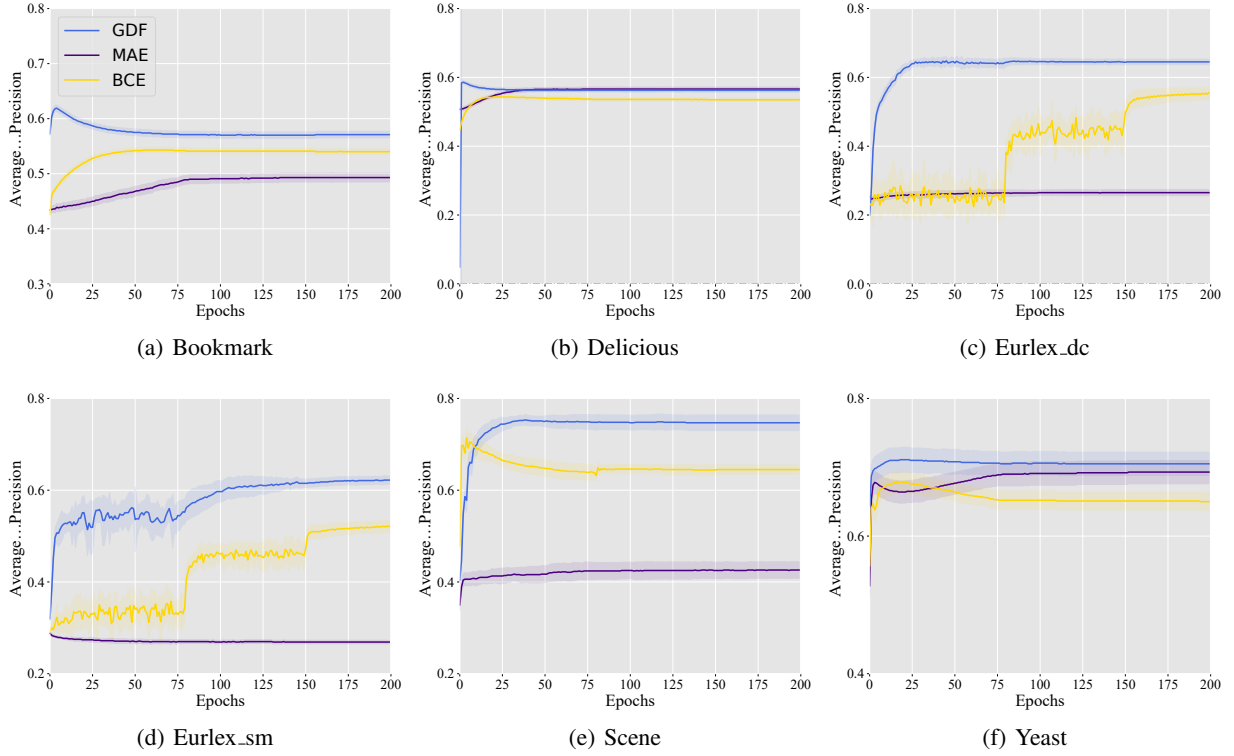 0.8
0.7
0.6
0.5
0.4
0.3
Average...Precision
GDF
MAE
BCE
0 25 50 75 100 125 150 175 200
Epochs
(a) Bookmark
0.8
0.6
0.4
0.2
0.0
Average...Precision
0 25 50 75 100 125 150 175 200
Epochs
(b) Delicious
0.8
0.6
0.4
0.2
0.0
Average...Precision
0 25 50 75 100 125 150 175 200
Epochs
(c) Eurlex_dc
0.8
0.6
0.4
0.2
Average...Precision
0 25 50 75 100 125 150 175 200
Epochs
(d) Eurlex_sm
0.8
0.6
0.4
0.2
Average...Precision
0 25 50 75 100 125 150 175 200
Epochs
(e) Scene
0.8
0.6
0.4
Average...Precision
0 25 50 75 100 125 150 175 200
Epochs
(f) Yeast